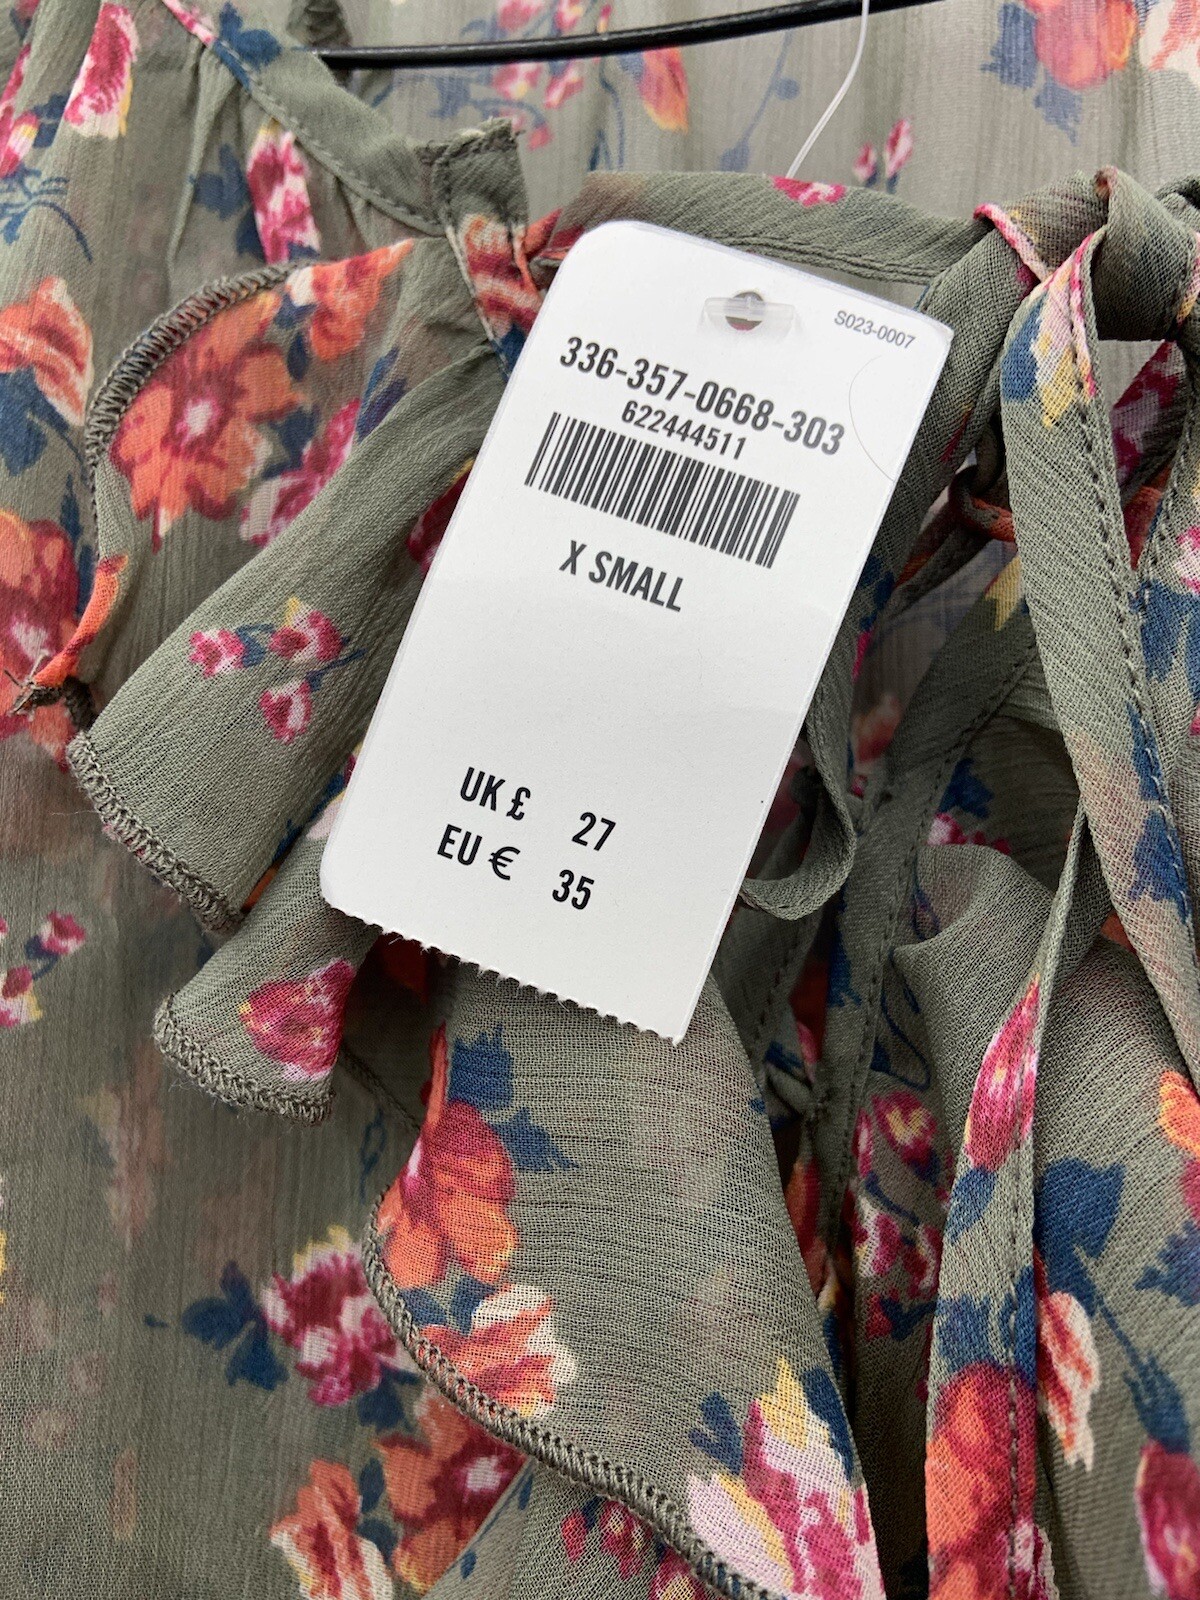 S023-0007
336-357-0668-303
622444511
X SMALL
UK £ 27
EU € 35